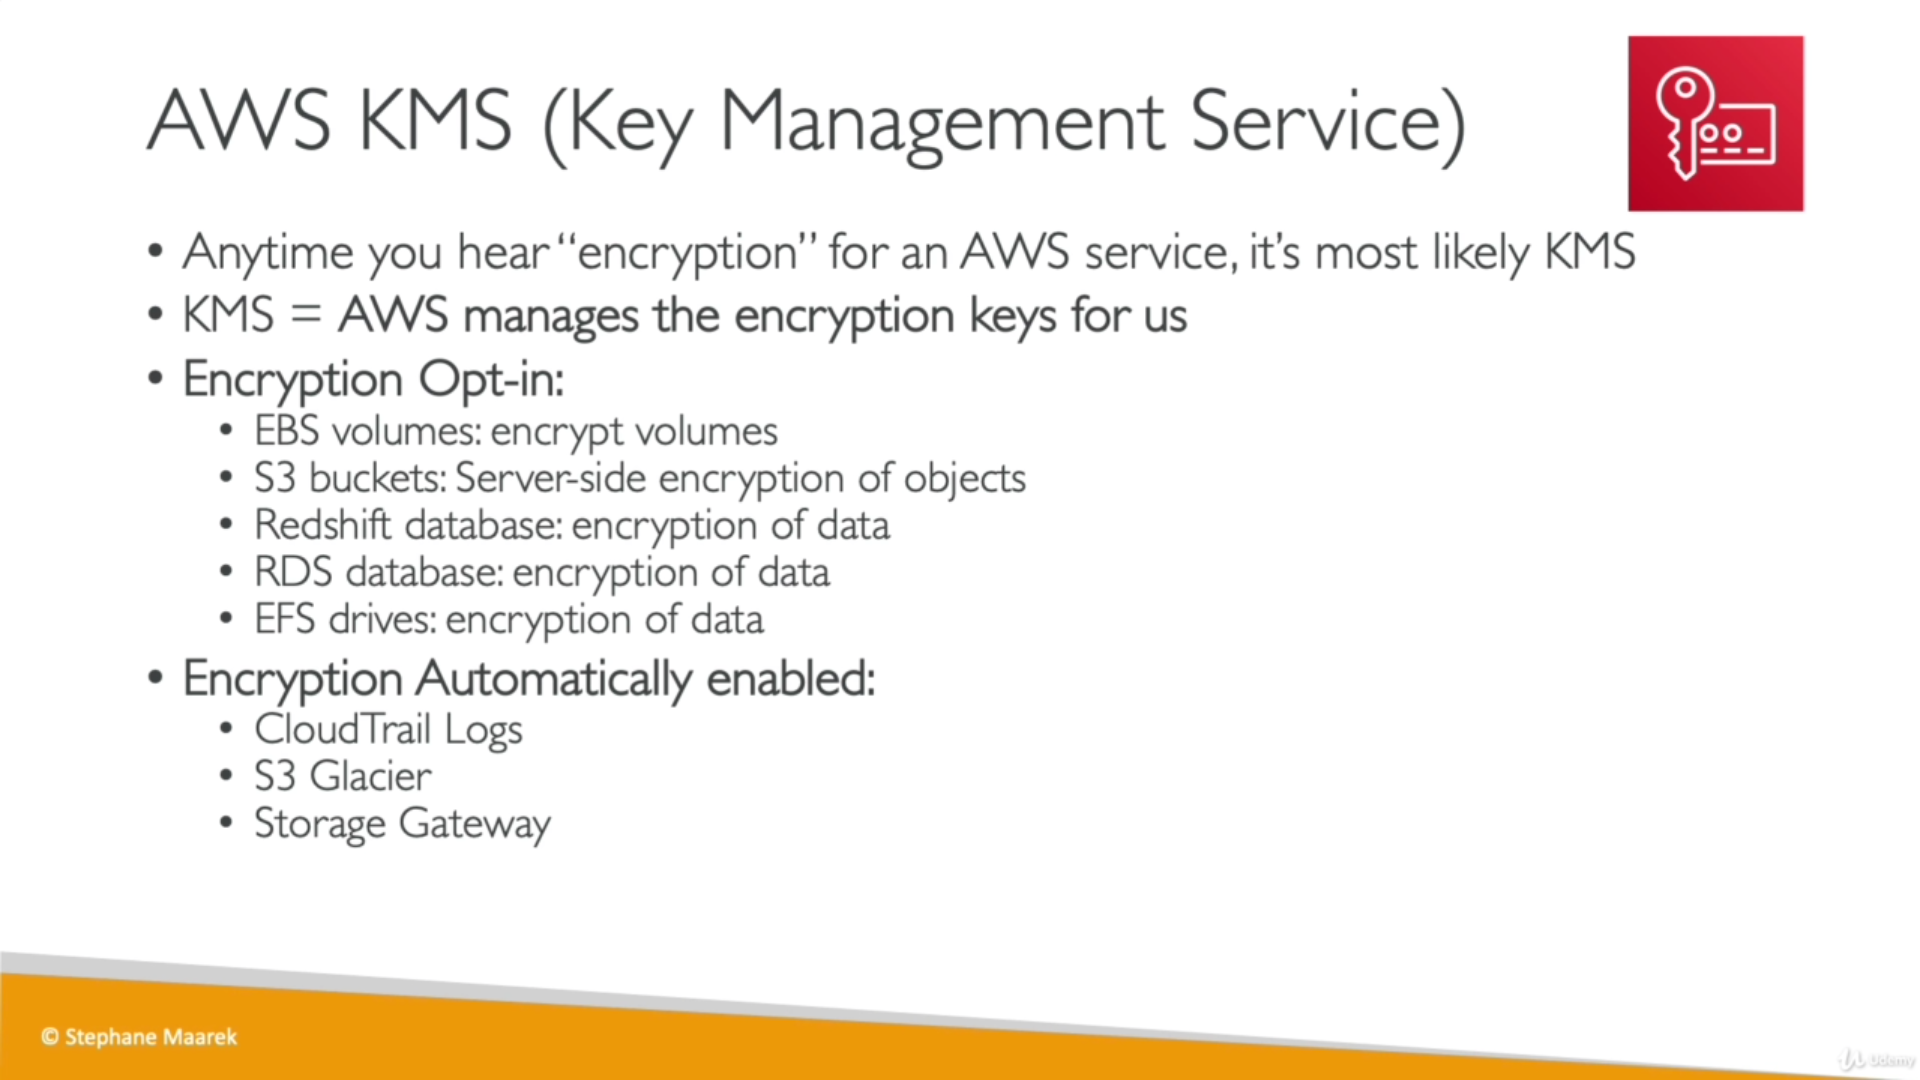 AWS KMS (Key Management Service)
• Anytime you hear “encryption” for an AWS service, it’s most likely KMS
• KMS = AWS manages the encryption keys for us
• Encryption Opt-in:
• EBS volumes: encrypt volumes
• S3 buckets: Server-side encryption of objects
• Redshift database: encryption of data
• RDS database: encryption of data
• EFS drives: encryption of data
• Encryption Automatically enabled:
• CloudTrail Logs
• S3 Glacier
• Storage Gateway
© Stephane Maarek
Udemy